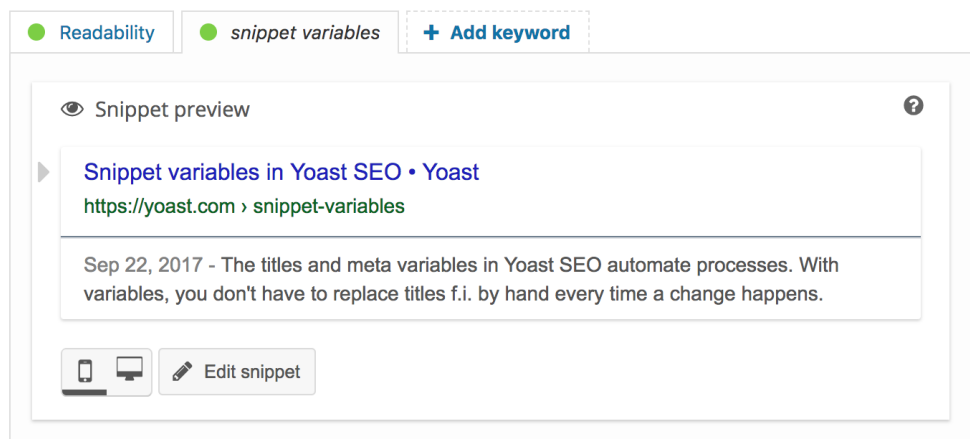 Readability
snippet variables
+ Add keyword
Snippet preview
?
Snippet variables in Yoast SEO • Yoast
https://yoast.com › snippet-variables
Sep 22, 2017 - The titles and meta variables in Yoast SEO automate processes. With
variables, you don't have to replace titles f.i. by hand every time a change happens.
Edit snippet